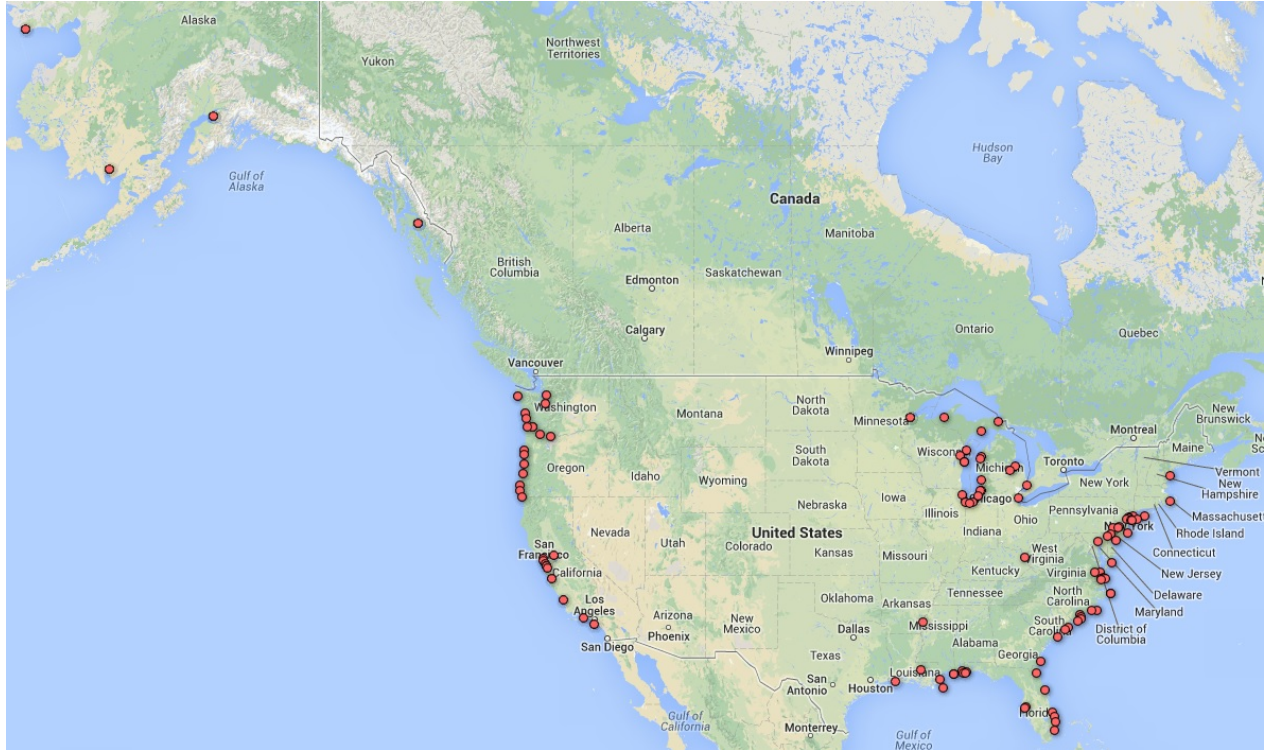 Alaska
Yukon
Northwest
Territories
Hudson
Bay
Gulf of
Alaska
Canada
Alberta
Manitoba
British
Columbia
Edmonton
Saskatchewan
Calgary
Ontario
Quebec
Winnipeg
Vancouver
Washington
Montana
North
Dakota
Minnesota
New
Brunswick
Montreal
Maine
Oregon
Idaho
Wyoming
South
Dakota
Michigan
Toronto
Vermont
New York
New
Hampshire
Nebraska
Iowa
Illinois
Chicago
Indiana
Ohio
Pennsylvania
Massachusett
Rhode Island
Nevada
Utah
Colorado
United States
Kansas
Missouri
West
Virginia
Connecticut
San
Francisco
California
Kentucky
Virginia
New Jersey
Delaware
Maryland
Los
Angeles
Arizona
New
Mexico
Oklahoma
Arkansas
Tennessee
North
Carolina
Phoenix
Dallas
Mississippi
Alabama
South
District of
Columbia
San Diego
Texas
Georgia
San
Antonio
Houston
Louisiana
Gulf of
California
Monterrey
Gulf of
Mexico